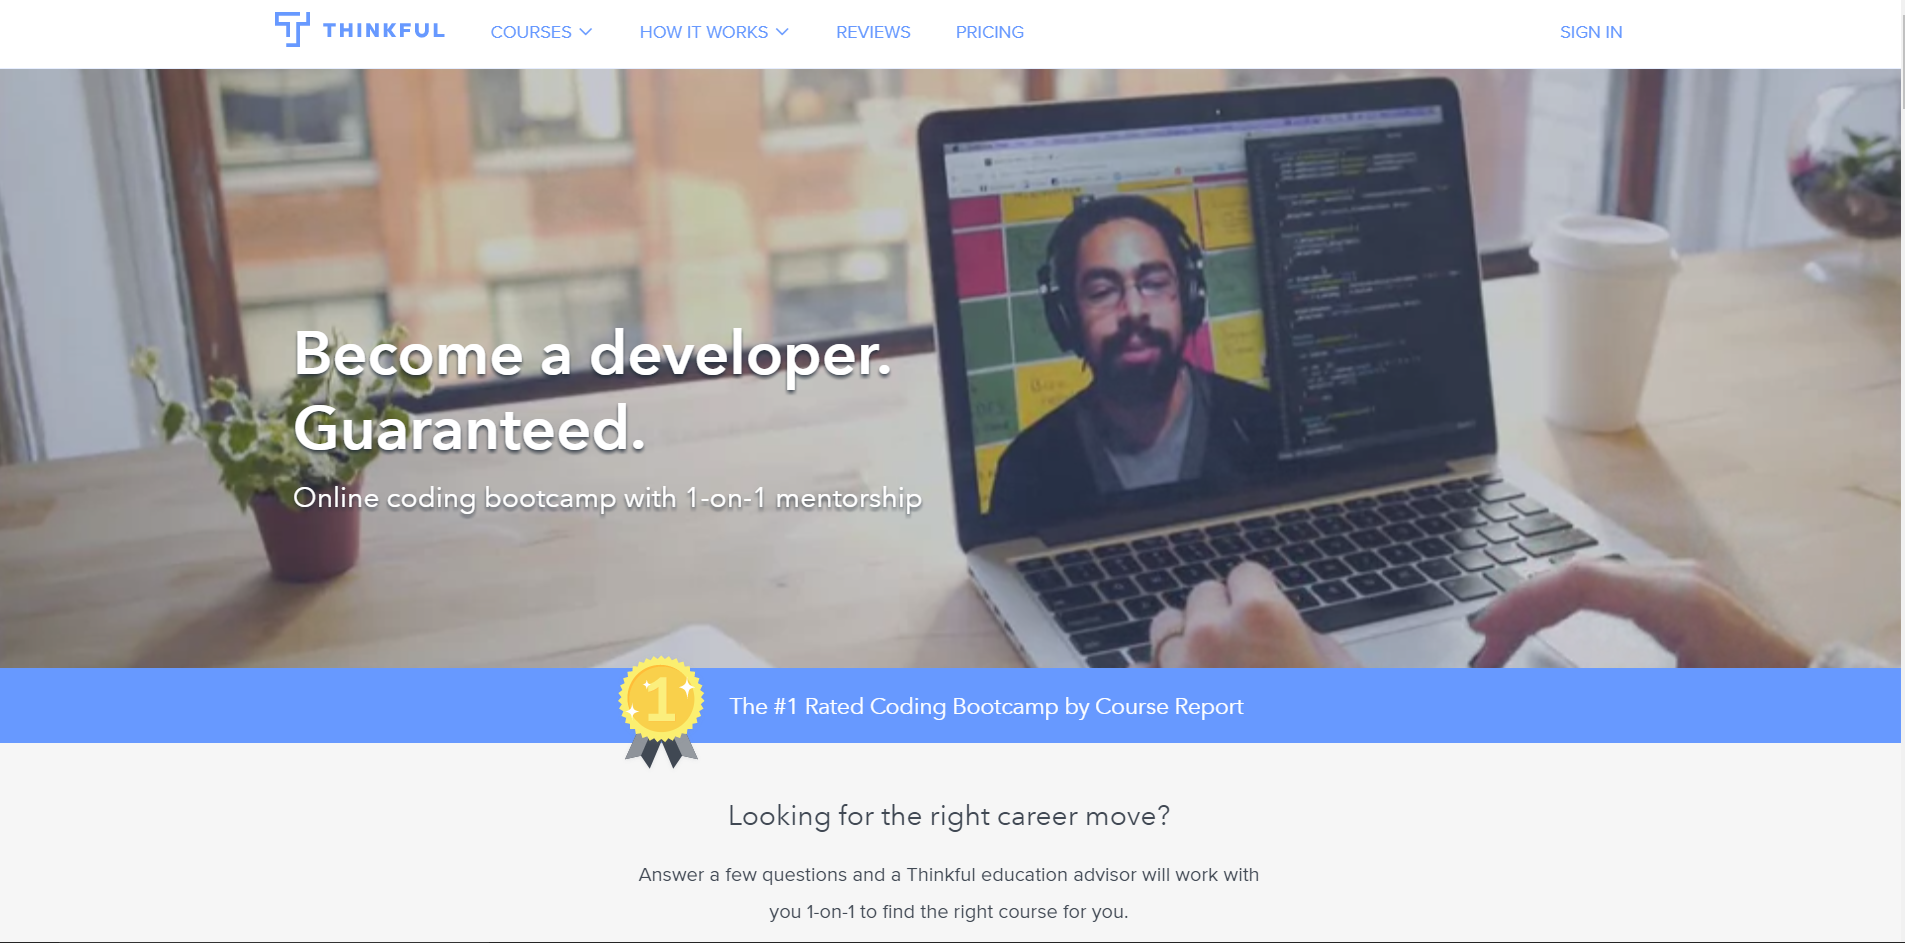 THINKFUL
COURSES
HOW IT WORKS
REVIEWS
PRICING
SIGN IN
Become a developer.
Guaranteed.
Online coding bootcamp with 1-on-1 mentorship
1
The #1 Rated Coding Bootcamp by Course Report
Looking for the right career move?
Answer a few questions and a Thinkful education advisor will work with
you 1-on-1 to find the right course for you.